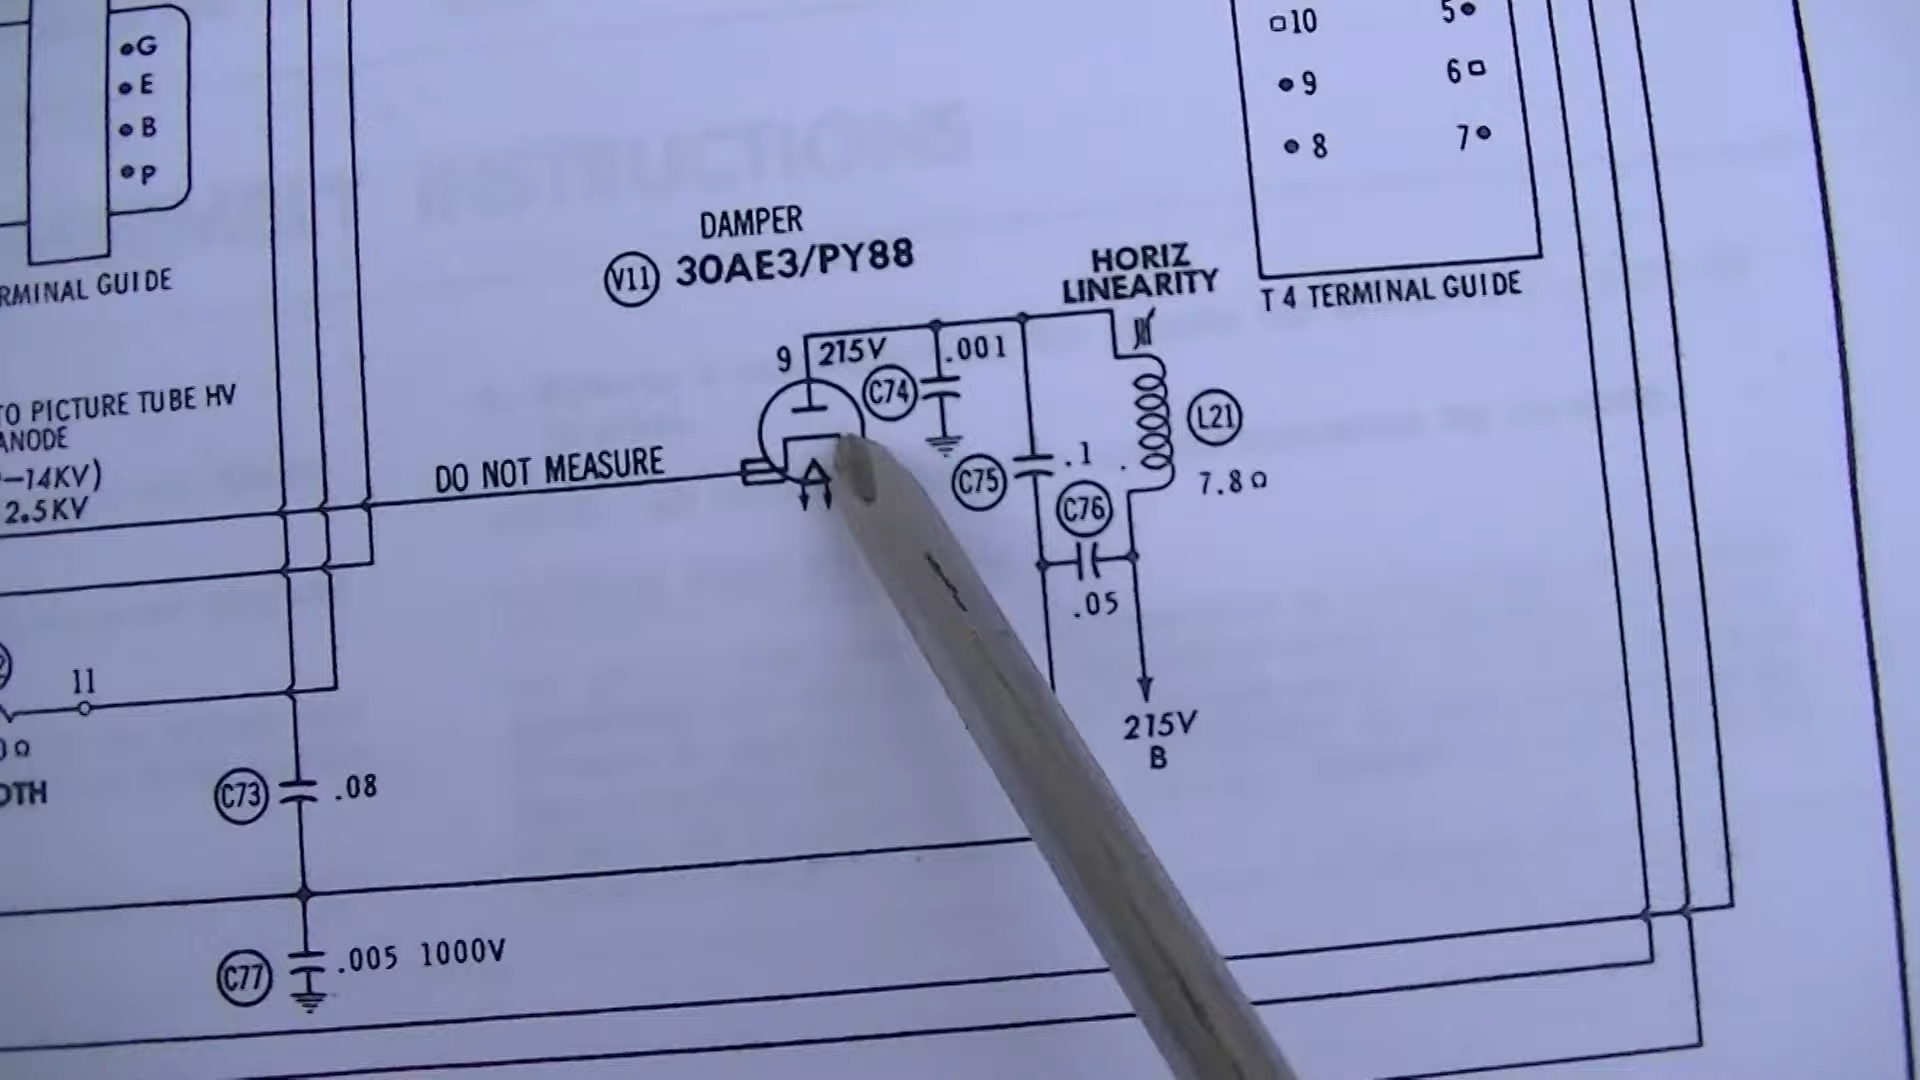 G
E
B
P
RMINAL GUIDE
10
5
9
6
8
7
T 4 TERMINAL GUIDE
INSTRUCTIONS
DAMPER
V11 30AE3/PY88
HORIZ
LINEARITY
9 215V
C74 .001
TO PICTURE TUBE HV
ANODE
-14KV)
2.5KV
DO NOT MEASURE
C75 .1
C76
.05
L21
7.8Ω
215V
B
11
Ω
DTH
C73 .08
C77 .005 1000V